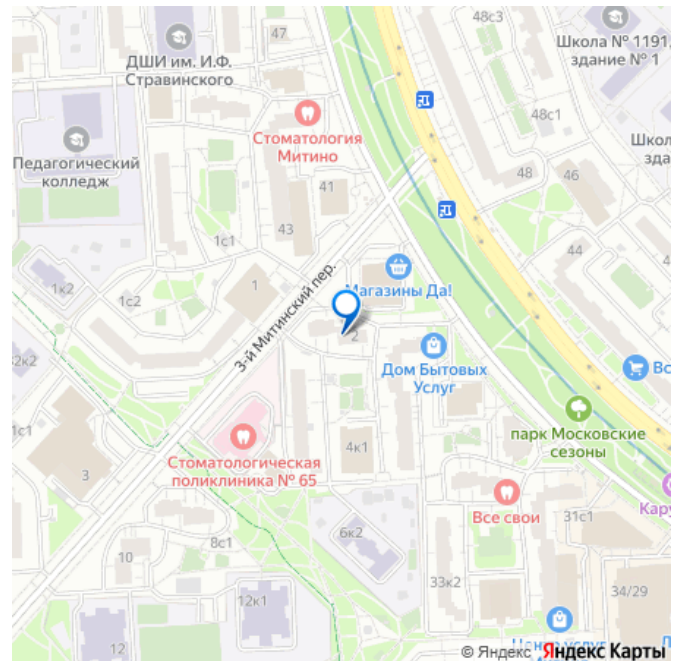 47
48с3
Школа № 1191,
здание № 1
ДШИ им. И.Ф.
Стравинского
48с1
Стоматология
Митино
Педагогический
колледж
41
48
46
43
1с1
44
1к2
1с2
1
3-й Митинский пер.
Магазины Да!
2
Дом Бытовых
Услуг
парк Московские
сезоны
1с1
3
Стоматологическая
поликлиника № 65
4к1
Все свои
31с1
6к2
8с1
10
33к2
34/29
12к1
12
© Яндекс Яндекс Карты